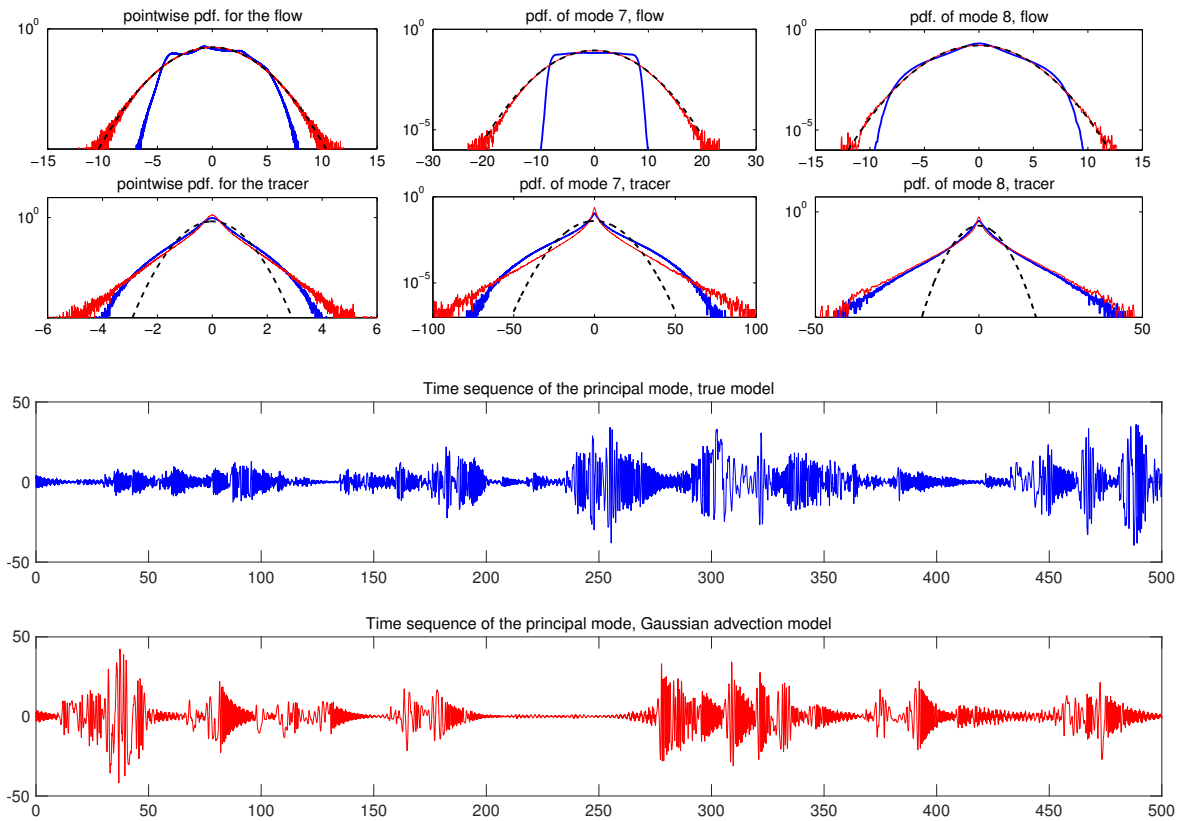 pointwise pdf. for the flow
pdf. of mode 7, flow
pdf. of mode 8, flow
10^0
10^-5
10^-5
−15 −10 −5 0 5 10 15
−30 −20 −10 0 10 20 30
−15 −10 −5 0 5 10 15
pointwise pdf. for the tracer
pdf. of mode 7, tracer
pdf. of mode 8, tracer
10^0
10^0
10^-5
10^0
−6 −4 −2 0 2 4 6
−100 −50 0 50 100
−50 0 50
10^0
10^0
Time sequence of the principal mode, true model
50
0
-50
0 50 100 150 200 250 300 350 400 450 500
Time sequence of the principal mode, Gaussian advection model
50
0
-50
0 50 100 150 200 250 300 350 400 450 500